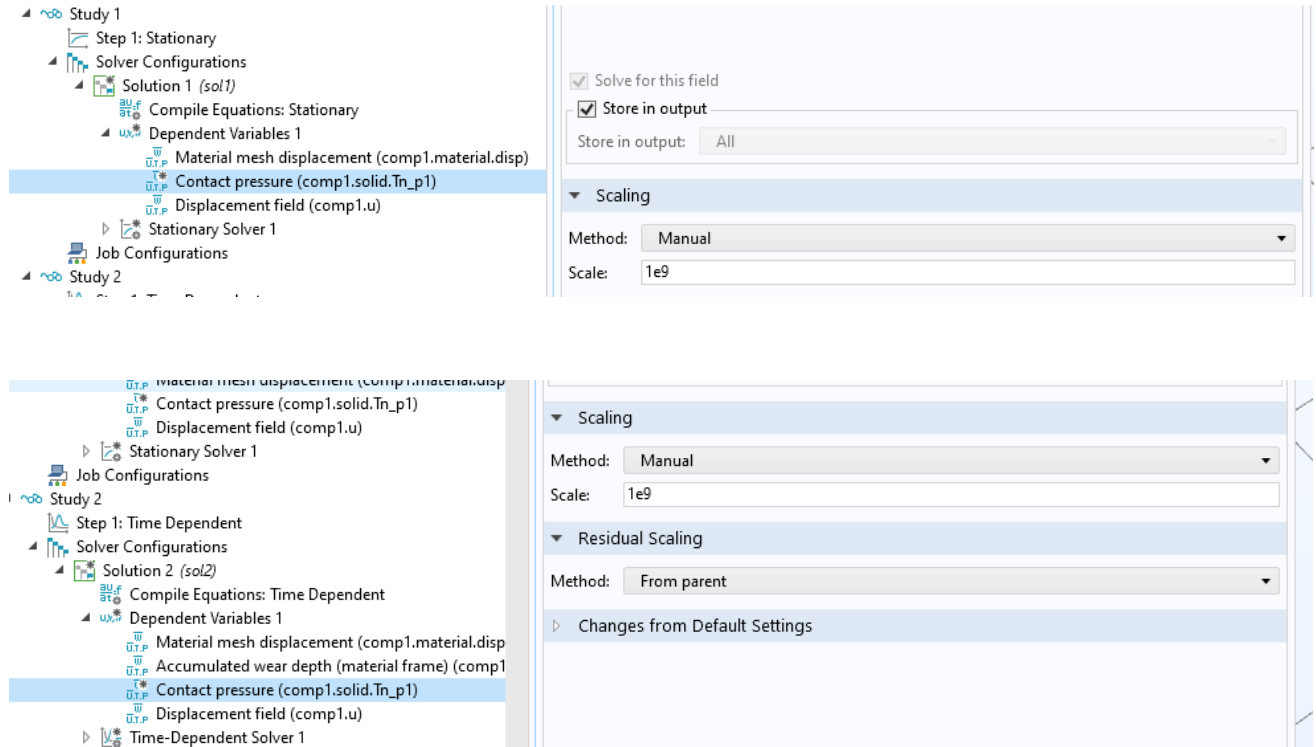 Study 1
Step 1: Stationary
Solver Configurations
Solution 1 (sol1)
Compile Equations: Stationary
Dependent Variables 1
Material mesh displacement (comp1.material.disp)
Contact pressure (comp1.solid.Tn_p1)
Displacement field (comp1.u)
Stationary Solver 1
Job Configurations
Study 2
Solve for this field
Store in output
Store in output: All
Scaling
Method: Manual
Scale: 1e9
Material mesh displacement (comp1.material.disp
Contact pressure (comp1.solid.Tn_p1)
Displacement field (comp1.u)
Stationary Solver 1
Job Configurations
Study 2
Step 1: Time Dependent
Solver Configurations
Solution 2 (sol2)
Compile Equations: Time Dependent
Dependent Variables 1
Material mesh displacement (comp1.material.disp
Accumulated wear depth (material frame) (comp1
Contact pressure (comp1.solid.Tn_p1)
Displacement field (comp1.u)
Time-Dependent Solver 1
Scaling
Method: Manual
Scale: 1e9
Residual Scaling
Method: From parent
Changes from Default Settings